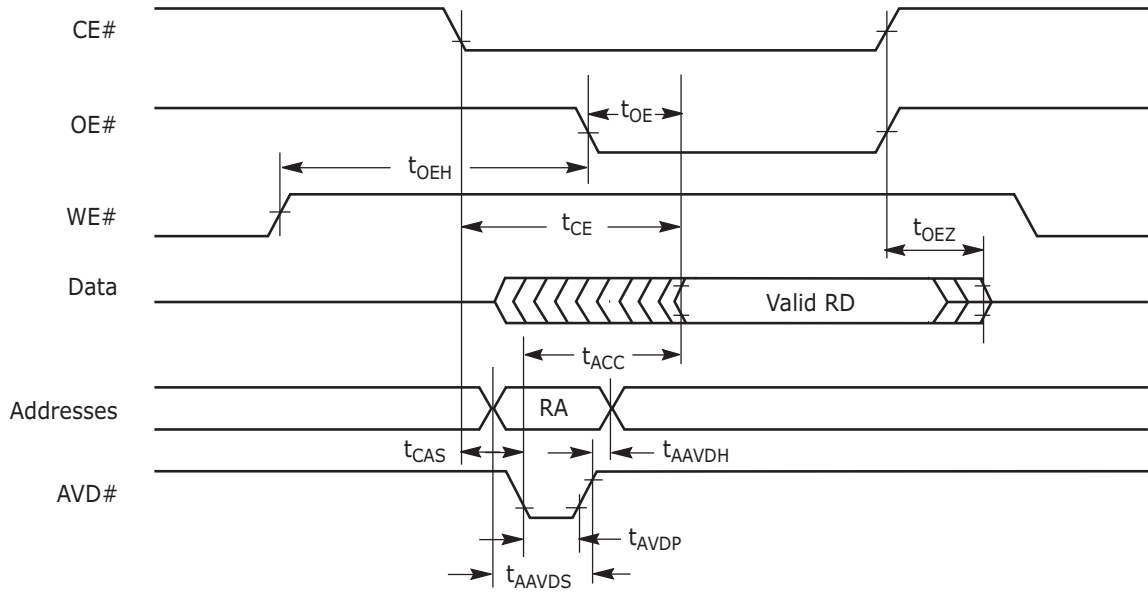 CE#
OE#
tOE
tOEH
WE#
tCE
tOEZ
Data
Valid RD
tACC
Addresses
RA
tCAS
tAAVDH
AVD#
tAVDP
tAAVDS